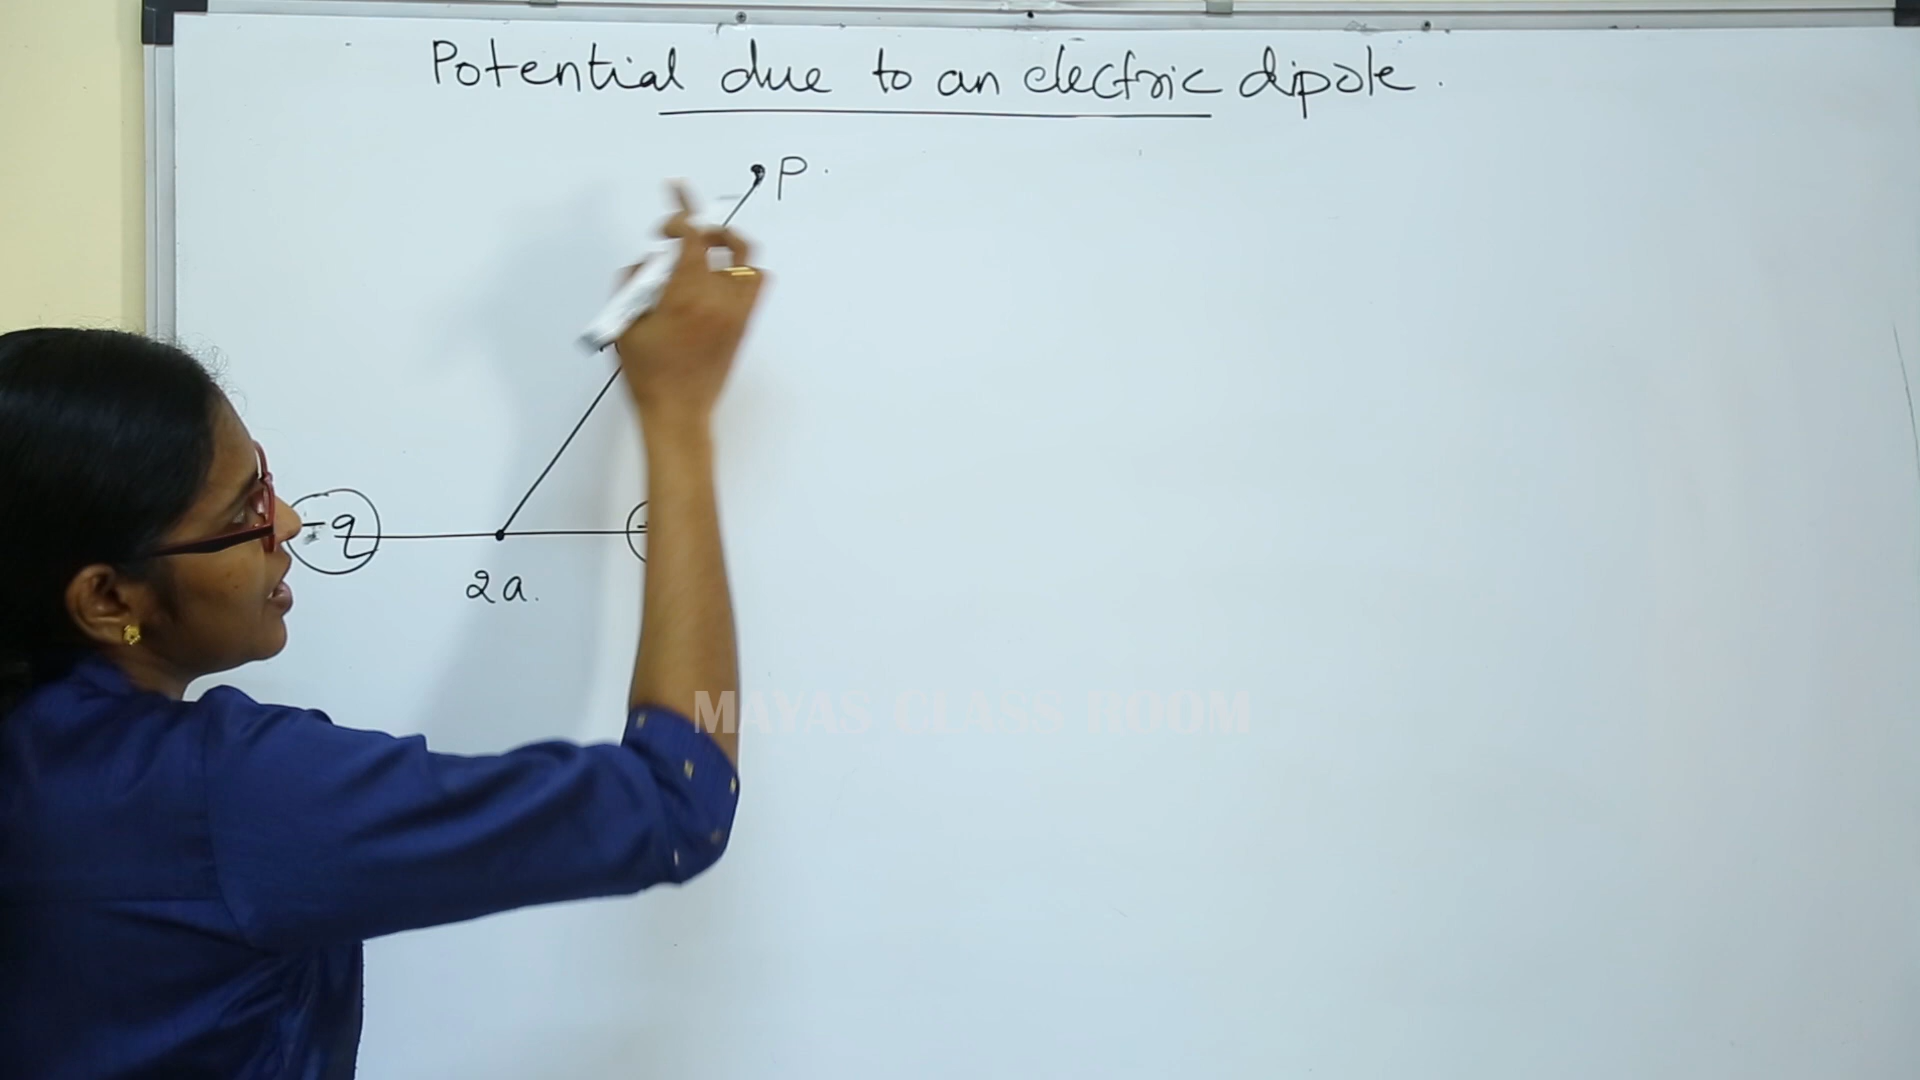 Potential due to an electric dipole.
P.
-q
2a.
MAYAS CLASS ROOM